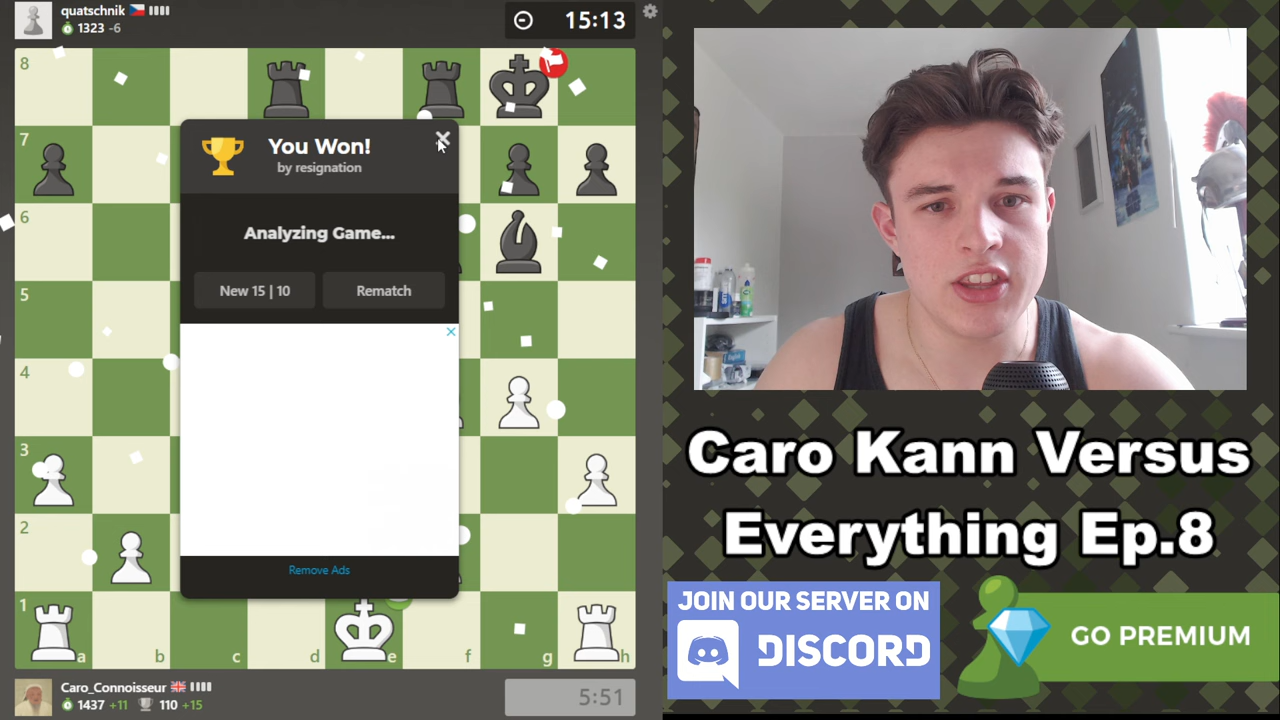 quatschnik
1323 -6
15:13
8
7
6
5
4
3
2
1
a
b
c
d
e
f
g
h
You Won!
by resignation
Analyzing Game...
New 15 | 10
Rematch
Remove Ads
Caro_Connoisseur
1437 +11 110 +15
5:51
Caro Kann Versus
Everything Ep.8
JOIN OUR SERVER ON
DISCORD
GO PREMIUM